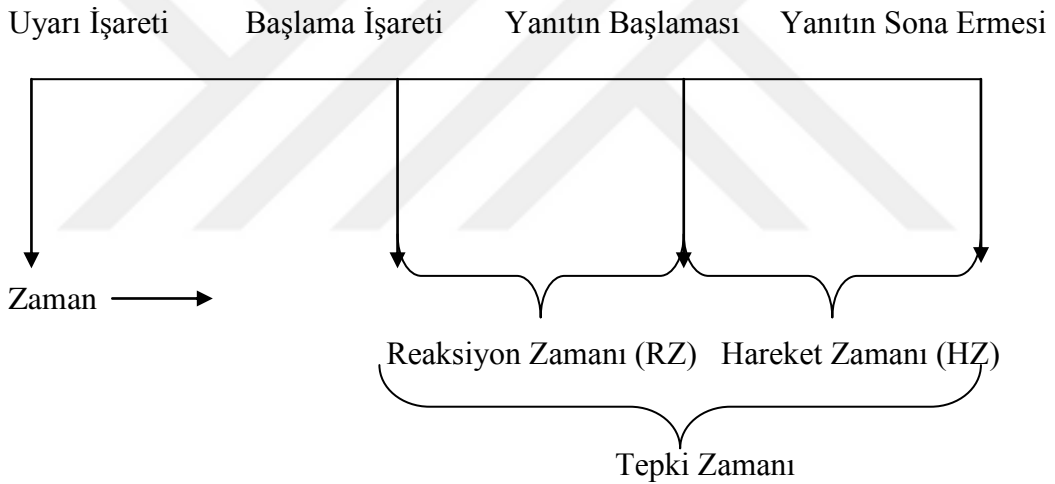 Uyarı İşareti Başlama İşareti Yanıtın Başlaması Yanıtın Sona Ermesi
Zaman
Reaksiyon Zamanı (RZ) Hareket Zamanı (HZ)
Tepki Zamanı